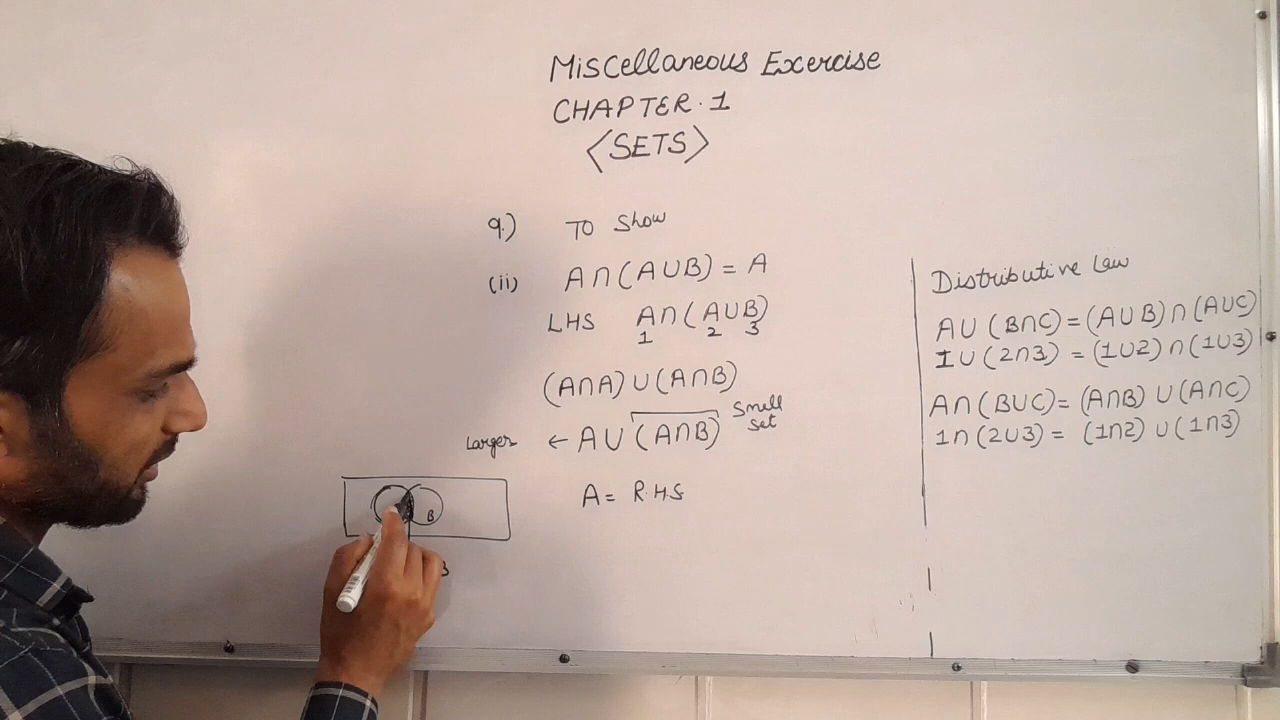 Miscellaneous Excercise
CHAPTER.1
<SETS>
9.) To Show
(ii) A∩(A∪B)=A
LHS A∩(A∪B)
1 2 3
(A∩A)∪(A∩B)
Larger ← A∪(A∩B) Small set
A= R.H.S
B
B
Distributive Law
A∪(B∩C)=(A∪B)∩(A∪C)
1∪(2∩3) = (1∪2)∩(1∪3)
A∩(B∪C)= (A∩B)∪(A∩C)
1∩(2∪3) = (1∩2)∪(1∩3)